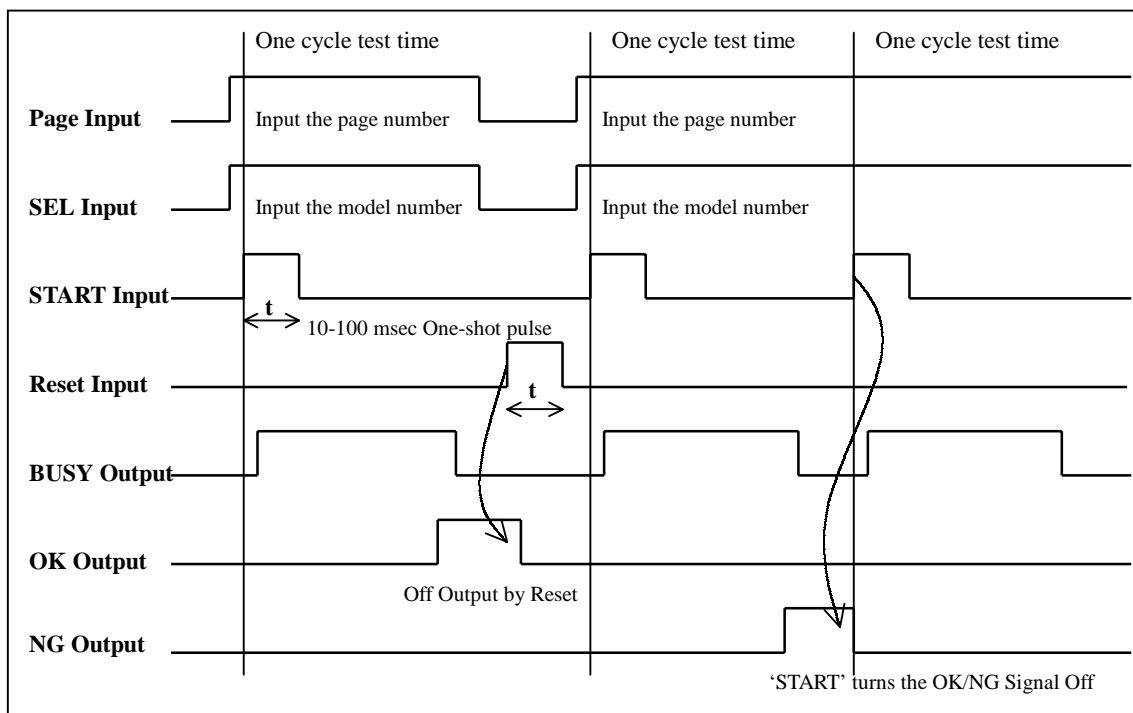 One cycle test time One cycle test time One cycle test time
Page Input
Input the page number Input the page number
SEL Input
Input the model number Input the model number
START Input
t
10-100 msec One-shot pulse
Reset Input
t
BUSY Output
OK Output
Off Output by Reset
NG Output
‘START’ turns the OK/NG Signal Off